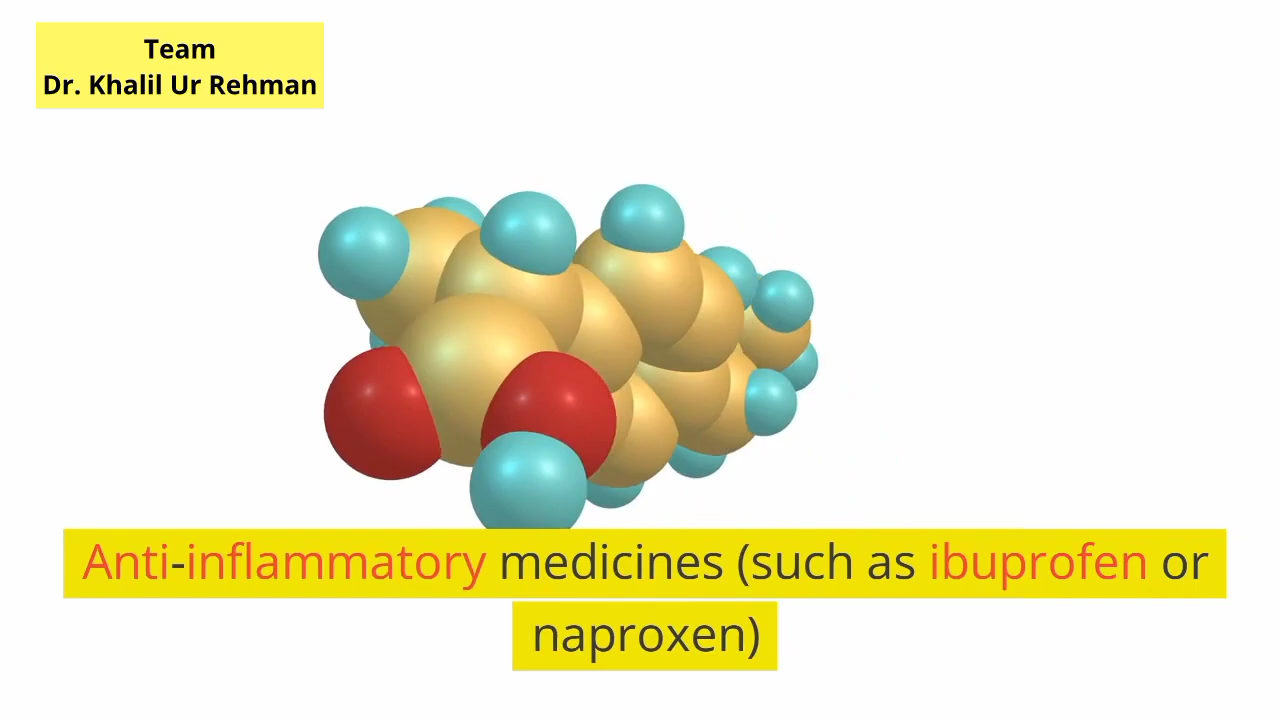 Team
Dr. Khalil Ur Rehman
Anti-inflammatory medicines (such as ibuprofen or
naproxen)